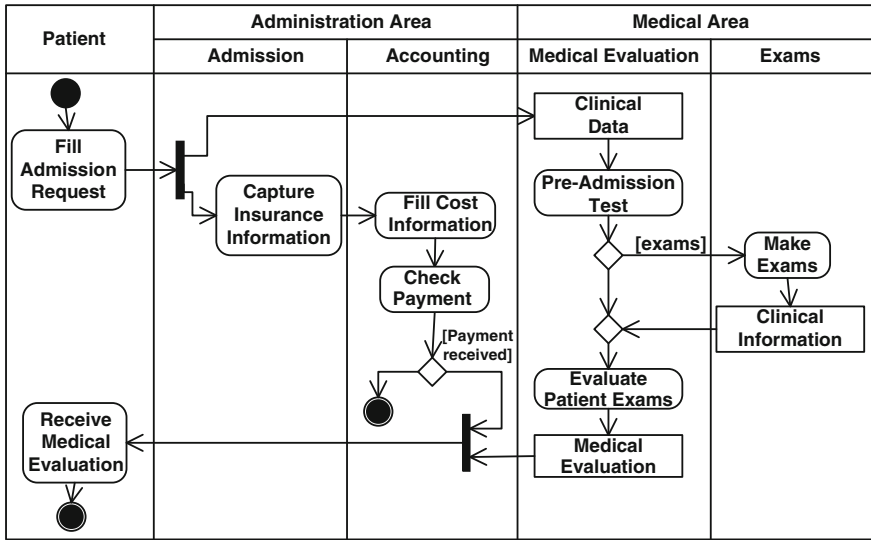 Patient
Administration Area
Medical Area
Admission
Accounting
Medical Evaluation
Exams
Fill
Admission
Request
Capture
Insurance
Information
Fill Cost
Information
Check
Payment
[Payment
received]
Clinical
Data
Pre-Admission
Test
[exams]
Make
Exams
Clinical
Information
Evaluate
Patient Exams
Medical
Evaluation
Receive
Medical
Evaluation